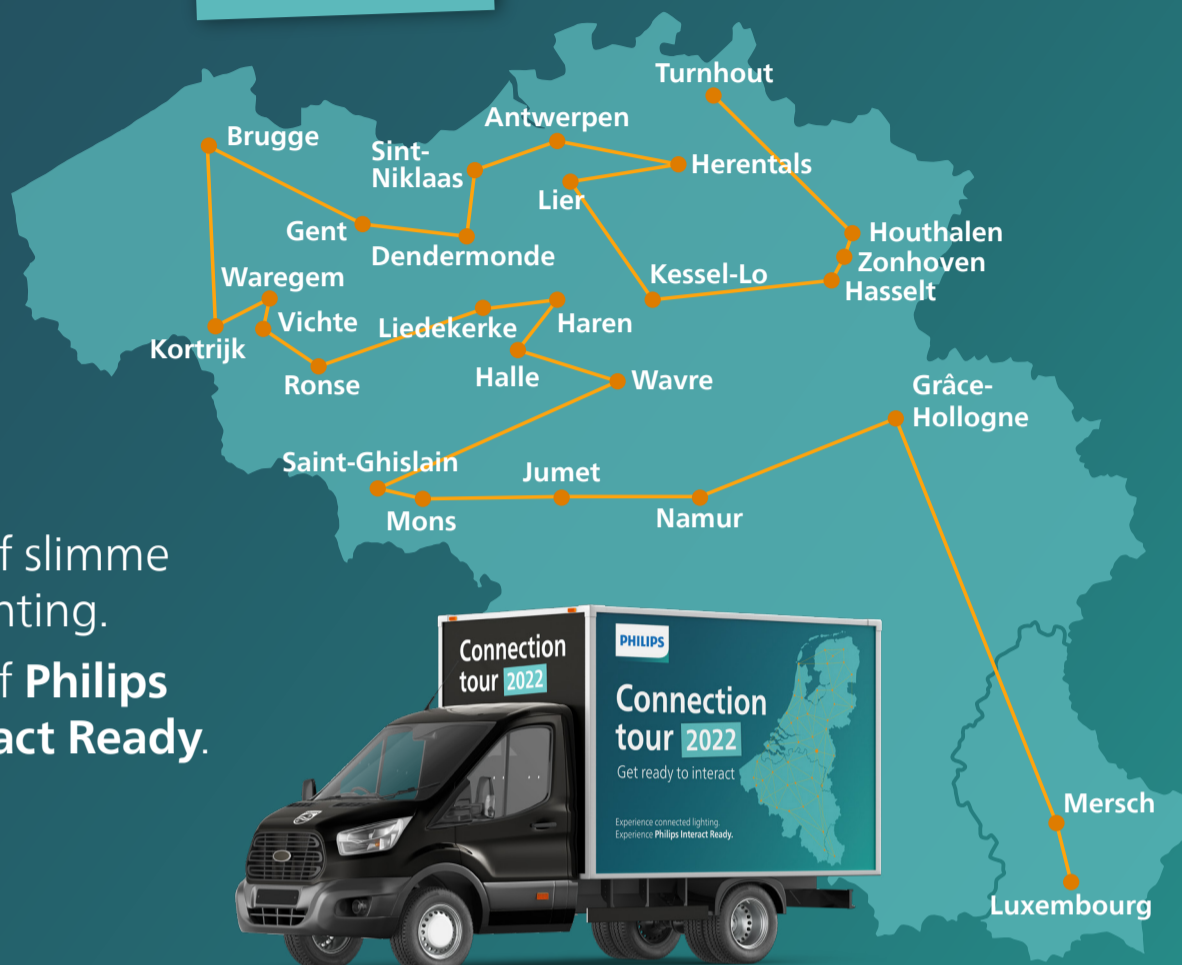 Turnhout
Antwerpen
Brugge
Sint-
Niklaas
Herentals
Lier
Gent
Houthalen
Dendermonde
Zonhoven
Kessel-Lo
Waregem
Hasselt
Vichte
Liedekerke
Haren
Kortrijk
Ronse
Halle
Wavre
Grâce-
Hollogne
Saint-Ghislain
Jumet
Mons
Namur
f slimme
nting.
f Philips
act Ready.
Connection
tour 2022
PHILIPS
Connection
tour 2022
Get ready to interact
Experience connected lighting.
Experience Philips Interact Ready.
Mersch
Luxembourg